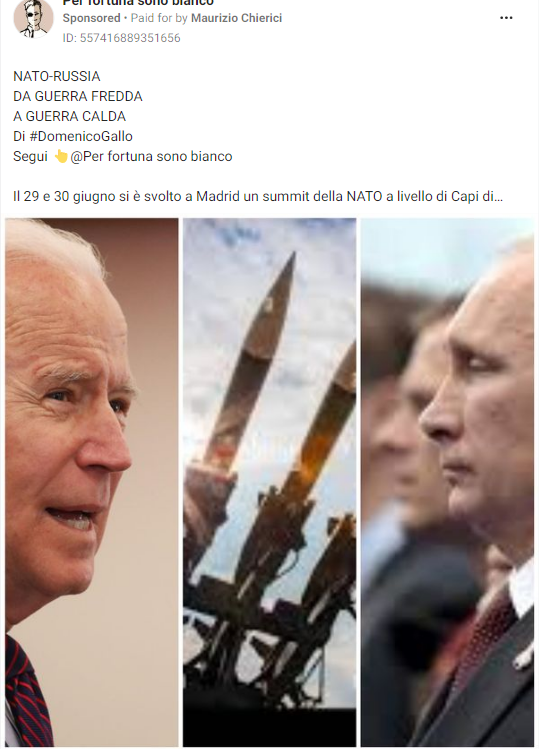 Per fortuna sono bianco
Sponsored • Paid for by Maurizio Chierici
ID: 557416889351656
NATO-RUSSIA
DA GUERRA FREDDA
A GUERRA CALDA
Di #DomenicoGallo
Segui 👆@Per fortuna sono bianco
Il 29 e 30 giugno si è svolto a Madrid un summit della NATO a livello di Capi di...